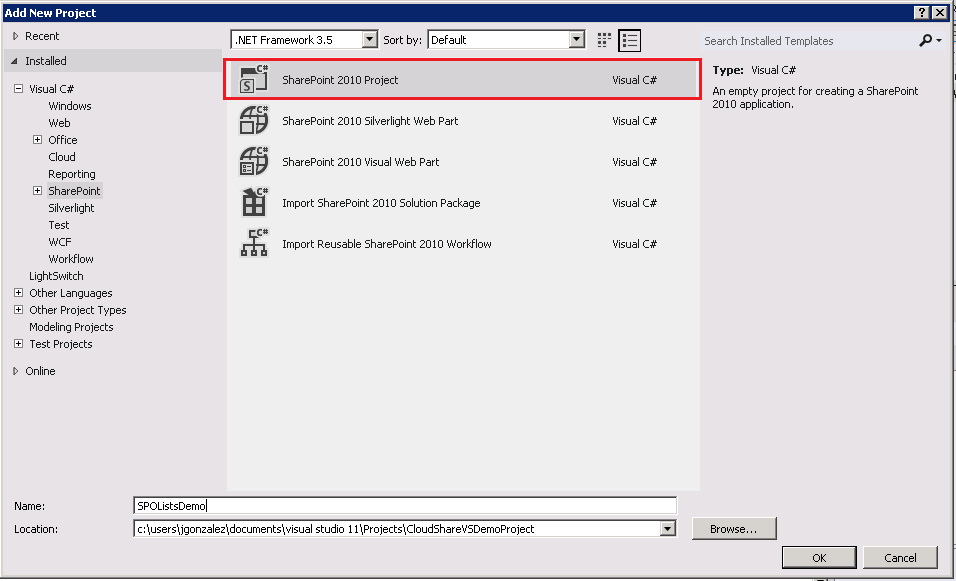 Add New Project
Recent
.NET Framework 3.5
Sort by:
Default
Search Installed Templates
Installed
Visual C#
Windows
Web
Office
Cloud
Reporting
SharePoint
Silverlight
Test
WCF
Workflow
LightSwitch
Other Languages
Other Project Types
Modeling Projects
Test Projects
Online
SharePoint 2010 Project Visual C#
SharePoint 2010 Silverlight Web Part Visual C#
SharePoint 2010 Visual Web Part Visual C#
Import SharePoint 2010 Solution Package Visual C#
Import Reusable SharePoint 2010 Workflow Visual C#
Type: Visual C#
An empty project for creating a SharePoint
2010 application.
Name: SPOListsDemo
Location: c:\users\jgonzalez\documents\visual studio 11\Projects\CloudShareVSDemoProject
Browse...
OK
Cancel